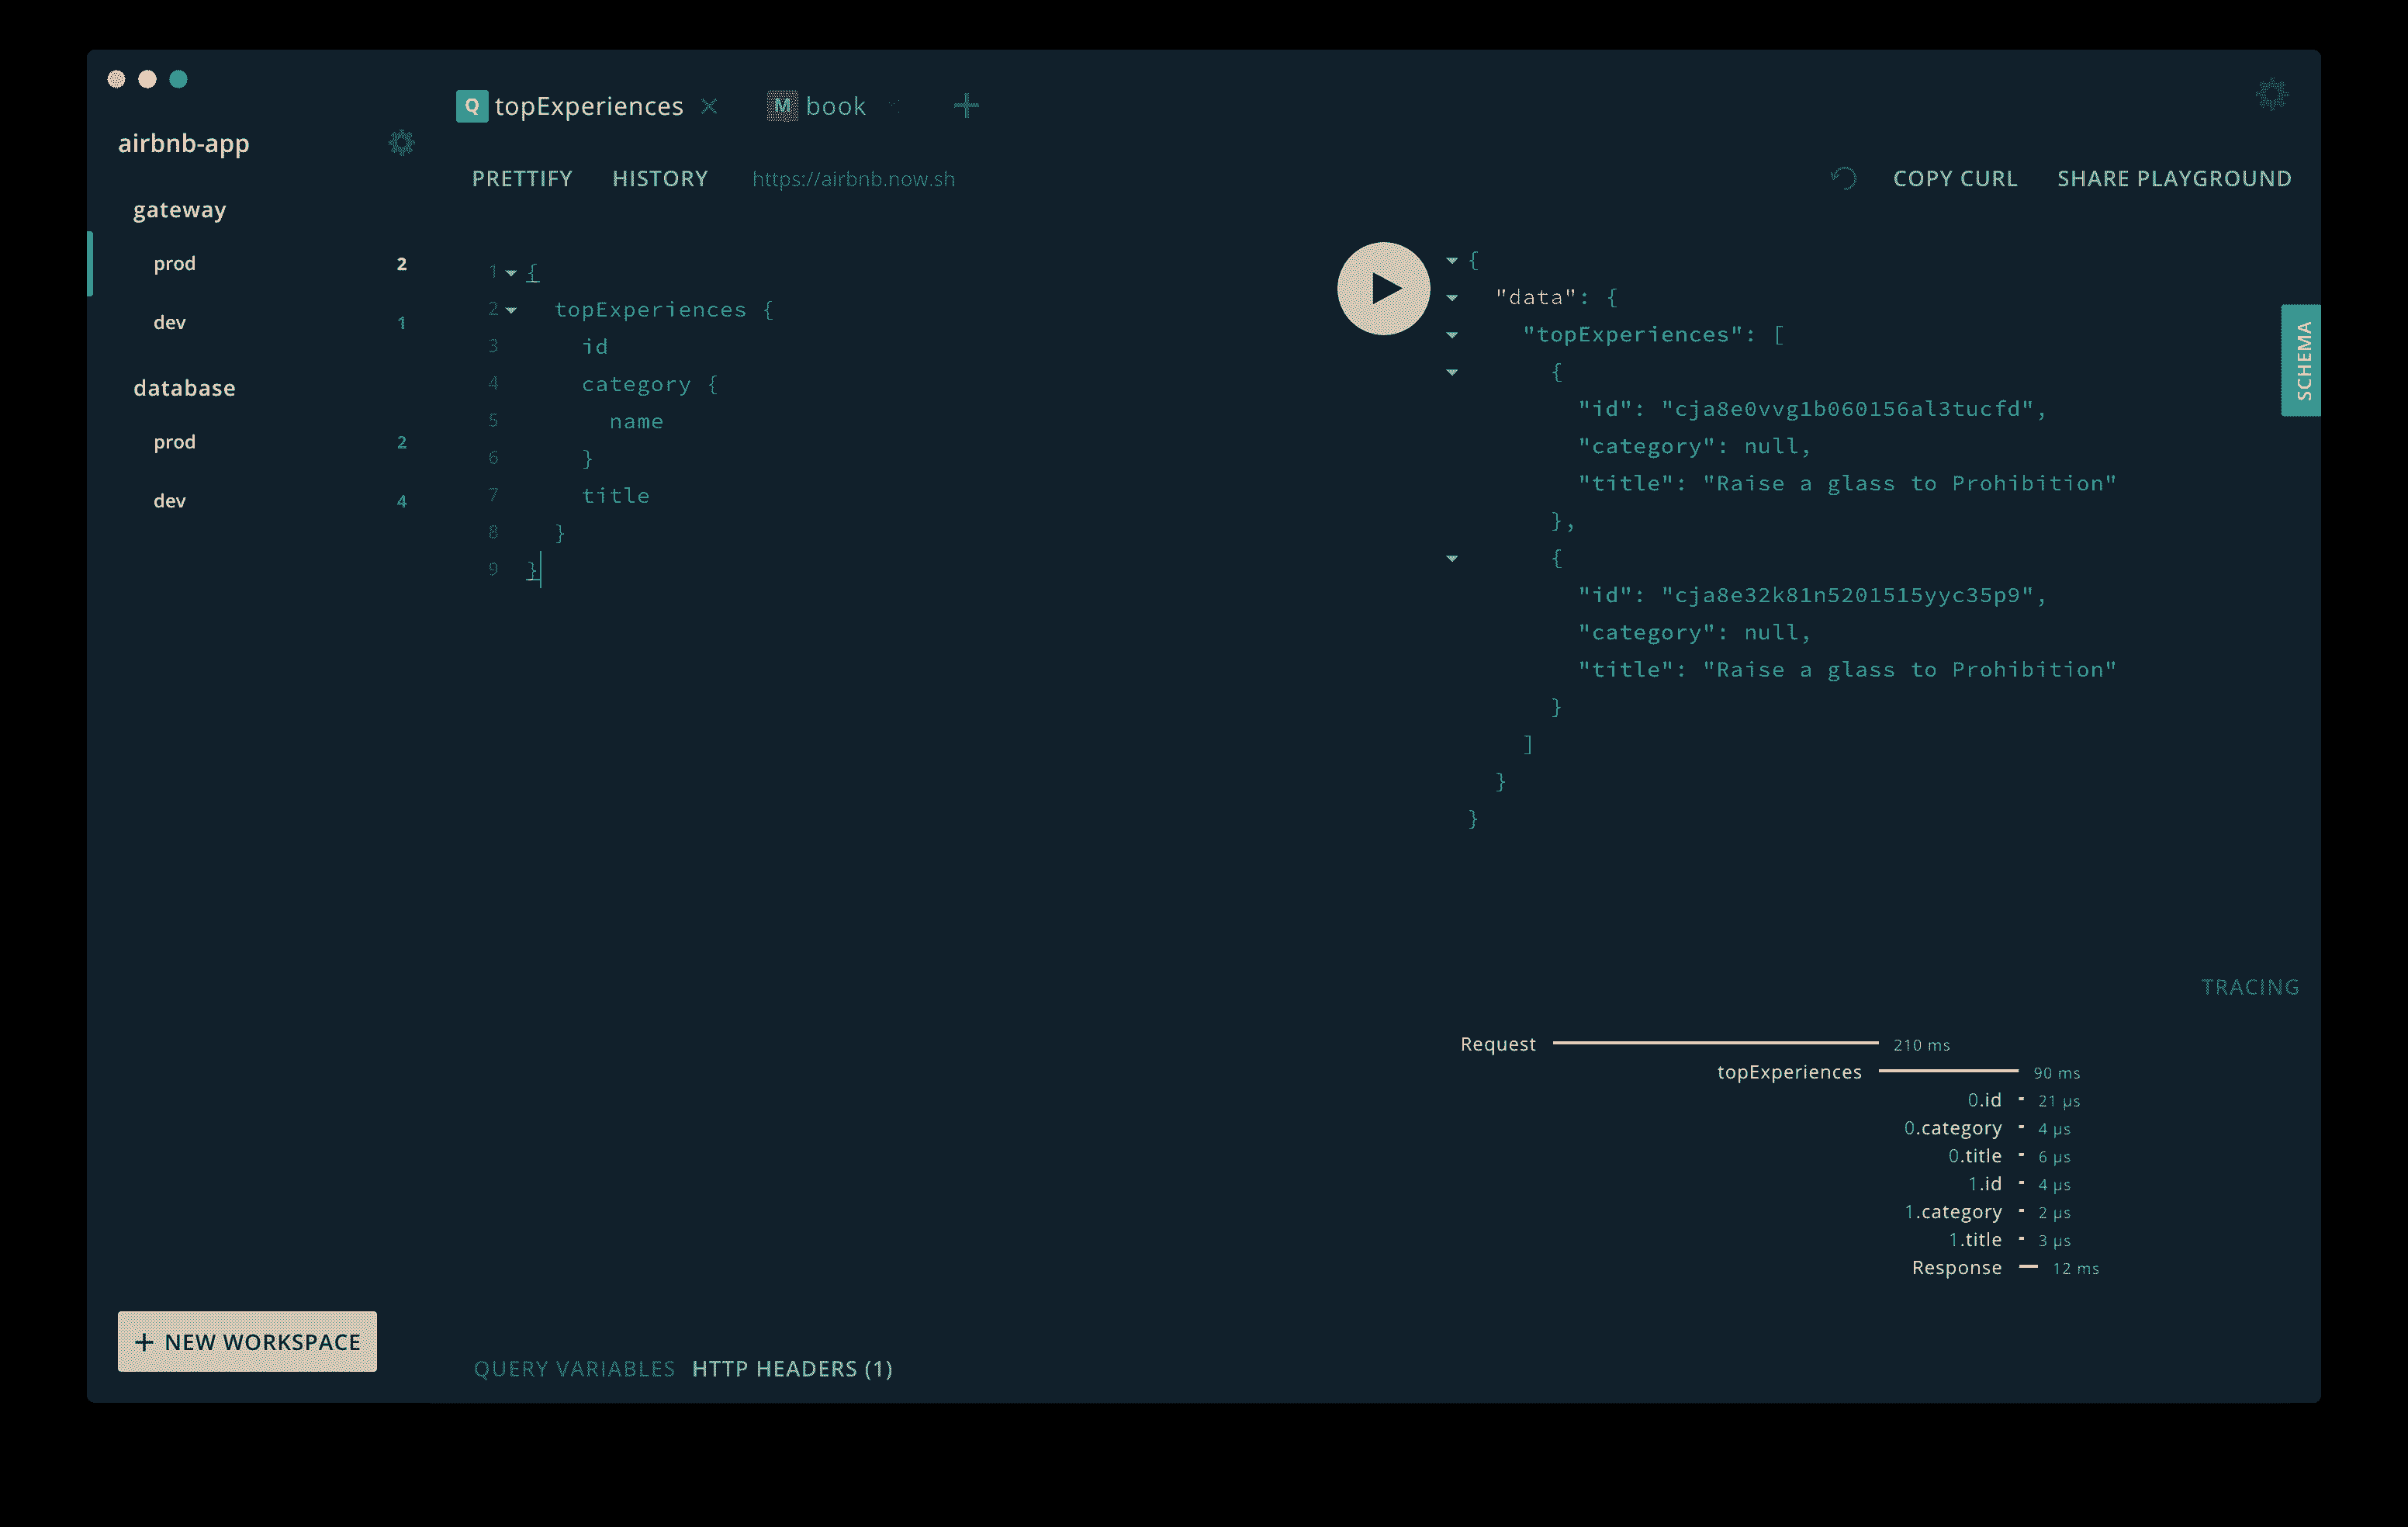 Q topExperiences M book
airbnb-app
PRETTIFY HISTORY https://airbnb.now.sh COPY CURL SHARE PLAYGROUND
gateway
prod 2
dev 1
database
prod 2
dev 4
1 {
2 topExperiences {
3 id
4 category {
5 name
6 }
7 title
8 }
9 }
{
"data": {
"topExperiences": [
{
"id": "cja8e0vvg1b060156al3tucfd",
"category": null,
"title": "Raise a glass to Prohibition"
},
{
"id": "cja8e32k81n5201515yyc35p9",
"category": null,
"title": "Raise a glass to Prohibition"
}
]
}
}
SCHEMA
TRACING
Request 210 ms
topExperiences 90 ms
0.id 21 µs
0.category 4 µs
0.title 6 µs
1.id 4 µs
1.category 2 µs
1.title 3 µs
Response 12 ms
+ NEW WORKSPACE
QUERY VARIABLES HTTP HEADERS (1)